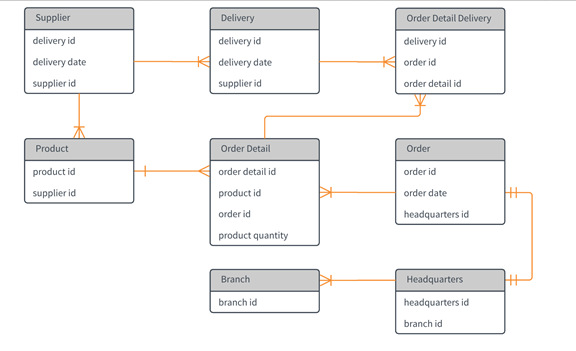 Supplier
delivery id
delivery date
supplier id
Delivery
delivery id
delivery date
supplier id
Order Detail Delivery
delivery id
order id
order detail id
Product
product id
supplier id
Order Detail
order detail id
product id
order id
product quantity
Order
order id
order date
headquarters id
Branch
branch id
Headquarters
headquarters id
branch id